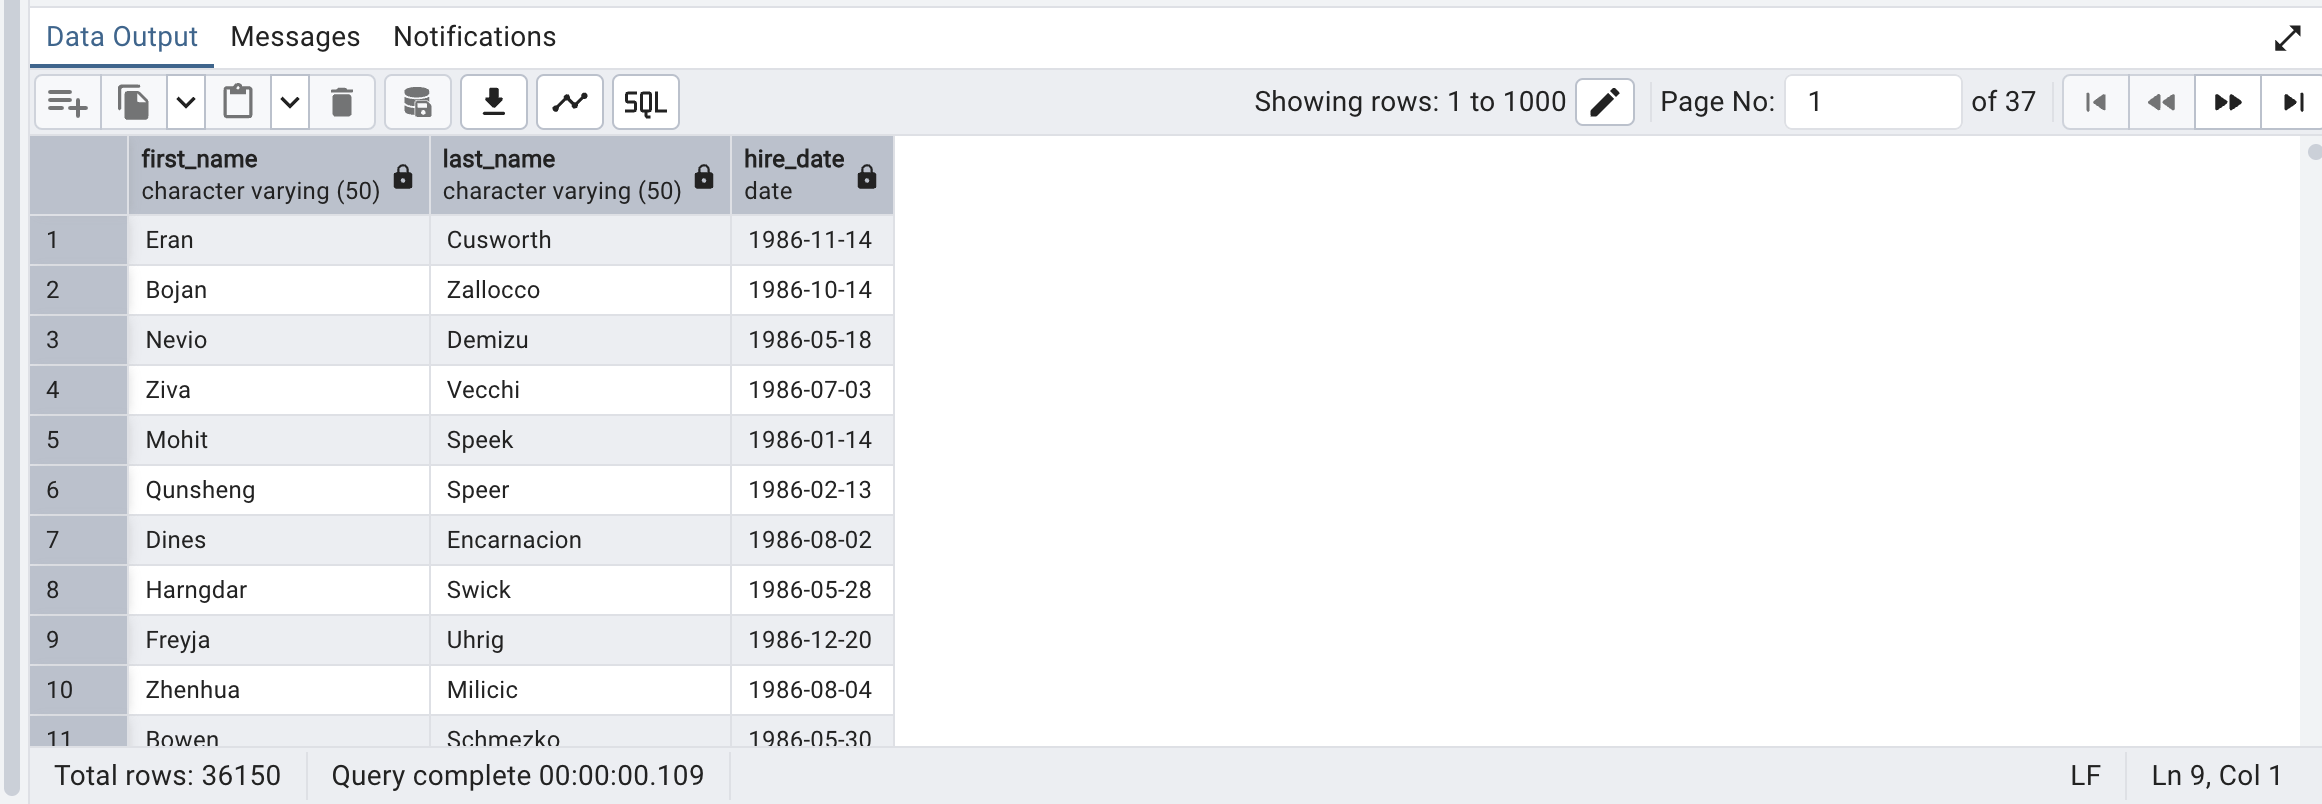 Data Output Messages Notifications
SQL Showing rows: 1 to 1000 Page No: 1 of 37
first_name last_name hire_date
character varying (50) character varying (50) date
1 Eran Cusworth 1986-11-14
2 Bojan Zallocco 1986-10-14
3 Nevio Demizu 1986-05-18
4 Ziva Vecchi 1986-07-03
5 Mohit Speek 1986-01-14
6 Qunsheng Speer 1986-02-13
7 Dines Encarnacion 1986-08-02
8 Harngdar Swick 1986-05-28
9 Freyja Uhrig 1986-12-20
10 Zhenhua Milicic 1986-08-04
11 Bowen Schmezko 1986-05-30
Total rows: 36150 Query complete 00:00:00.109 LF Ln 9, Col 1